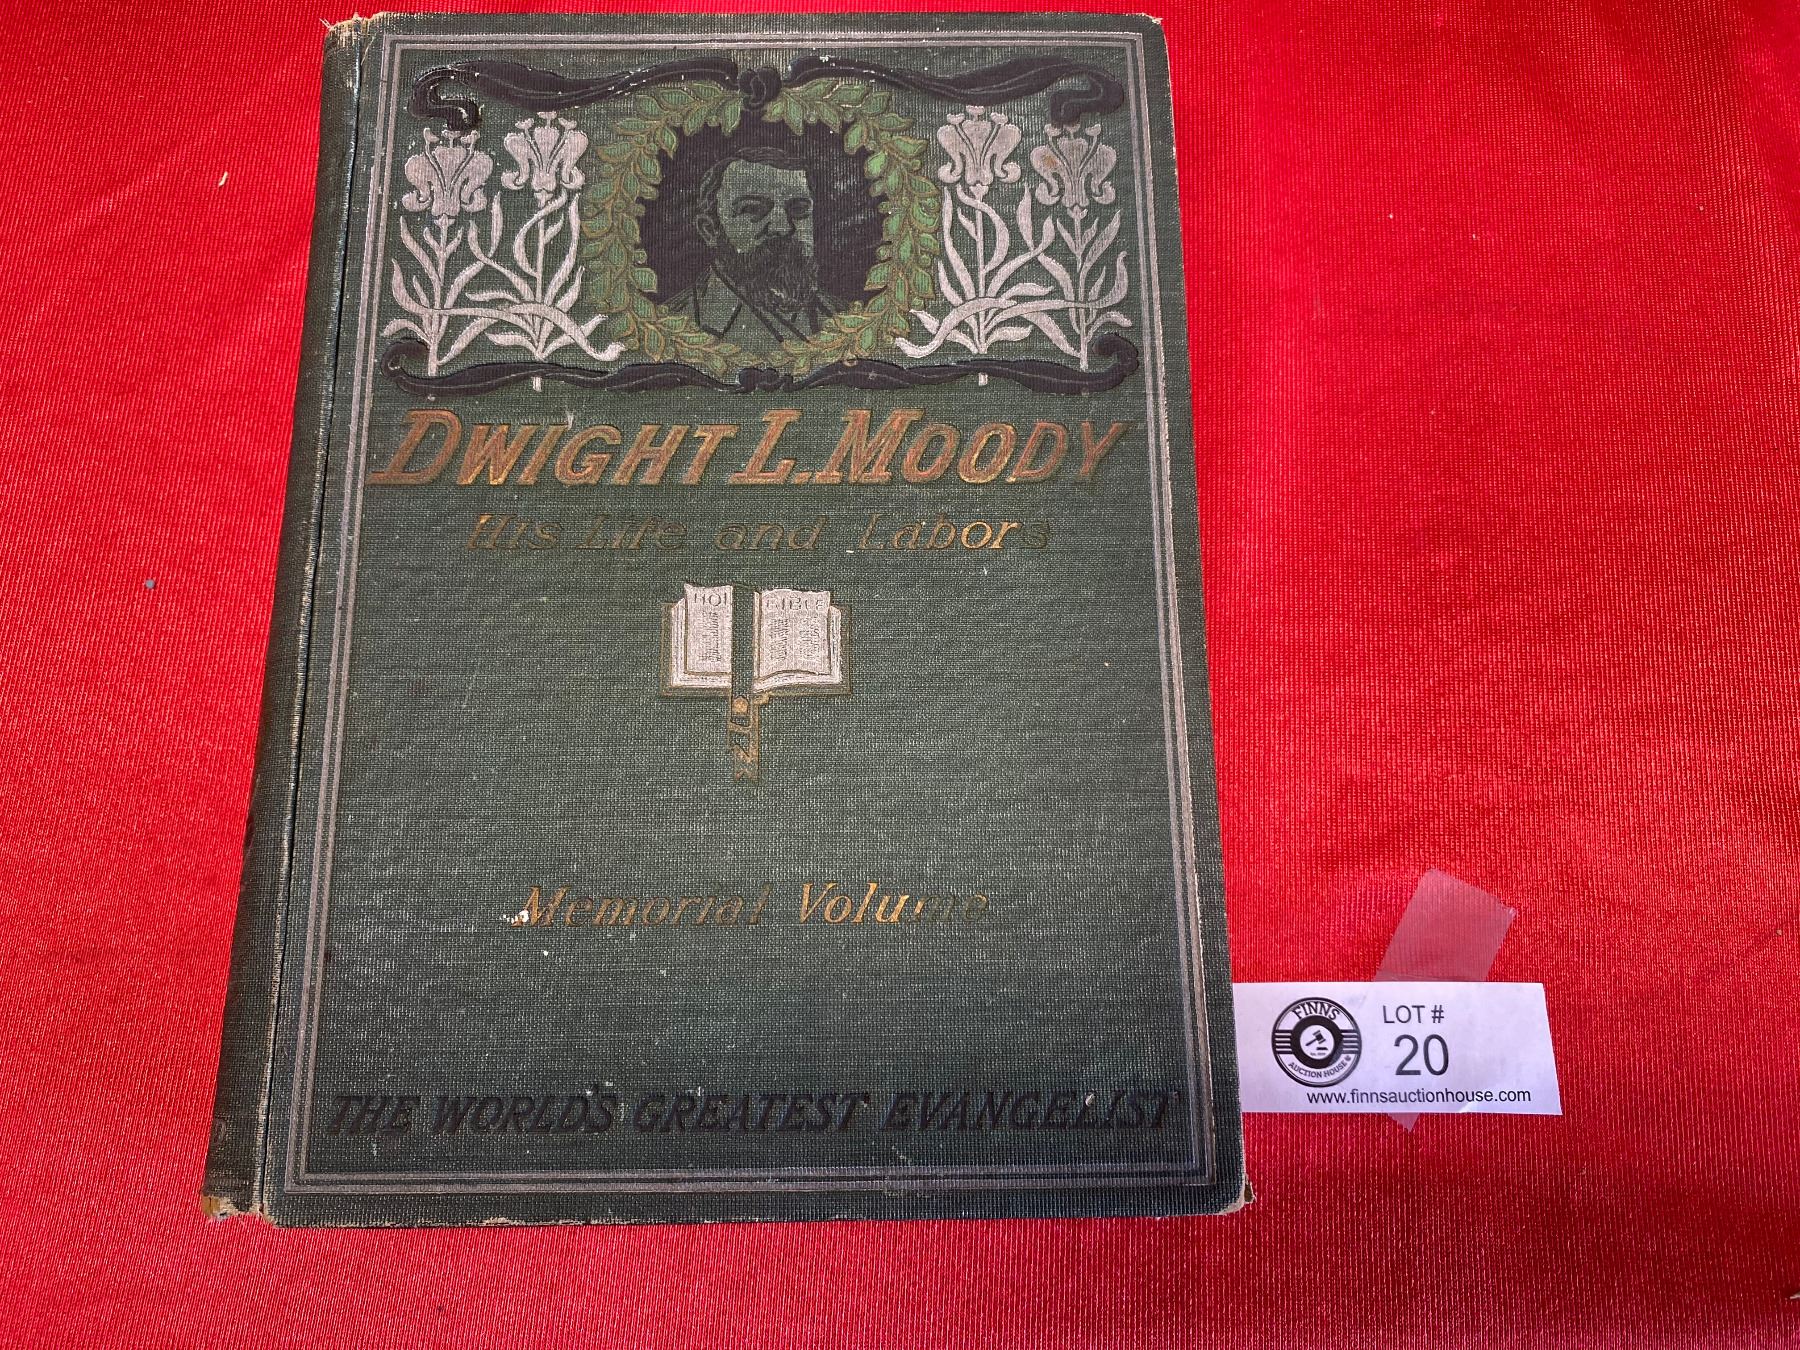 DWIGHT L. MOODY
His Life and Labors
HOL BIBLE
Memorial Volume
THE WORLD'S GREATEST EVANGELIST
FINNS
AUCTION HOUSE
LOT #
20
www.finnsauctionhouse.com